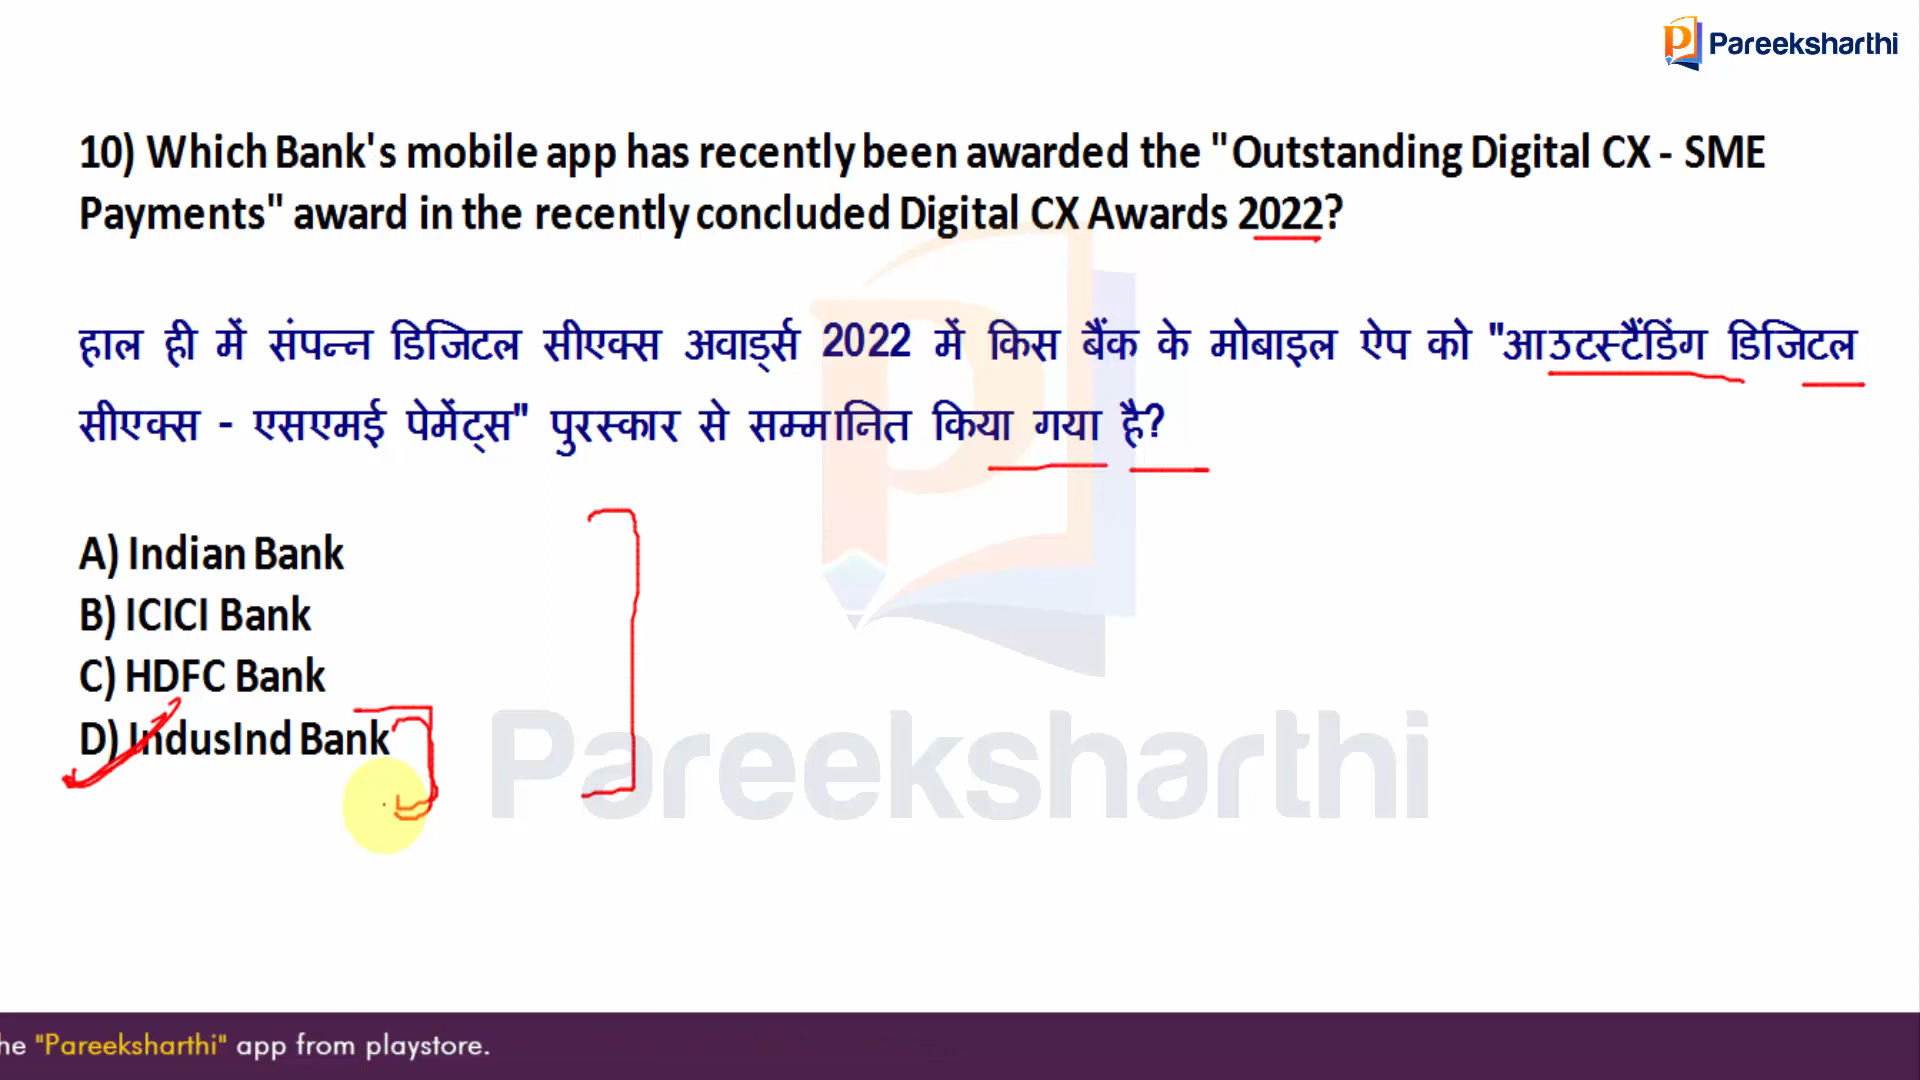 Pareeksharthi
10) Which Bank's mobile app has recently been awarded the "Outstanding Digital CX - SME
Payments" award in the recently concluded Digital CX Awards 2022?
हाल ही में संपन्न डिजिटल सीएक्स अवार्ड्स 2022 में किस बैंक के मोबाइल ऐप को "आउटस्टैंडिंग डिजिटल
सीएक्स - एसएमई पेमेंट्स" पुरस्कार से सम्मानित किया गया है?
A) Indian Bank
B) ICICI Bank
C) HDFC Bank
D) IndusInd Bank
Pareeksharthi
he "Pareeksharthi" app from playstore.